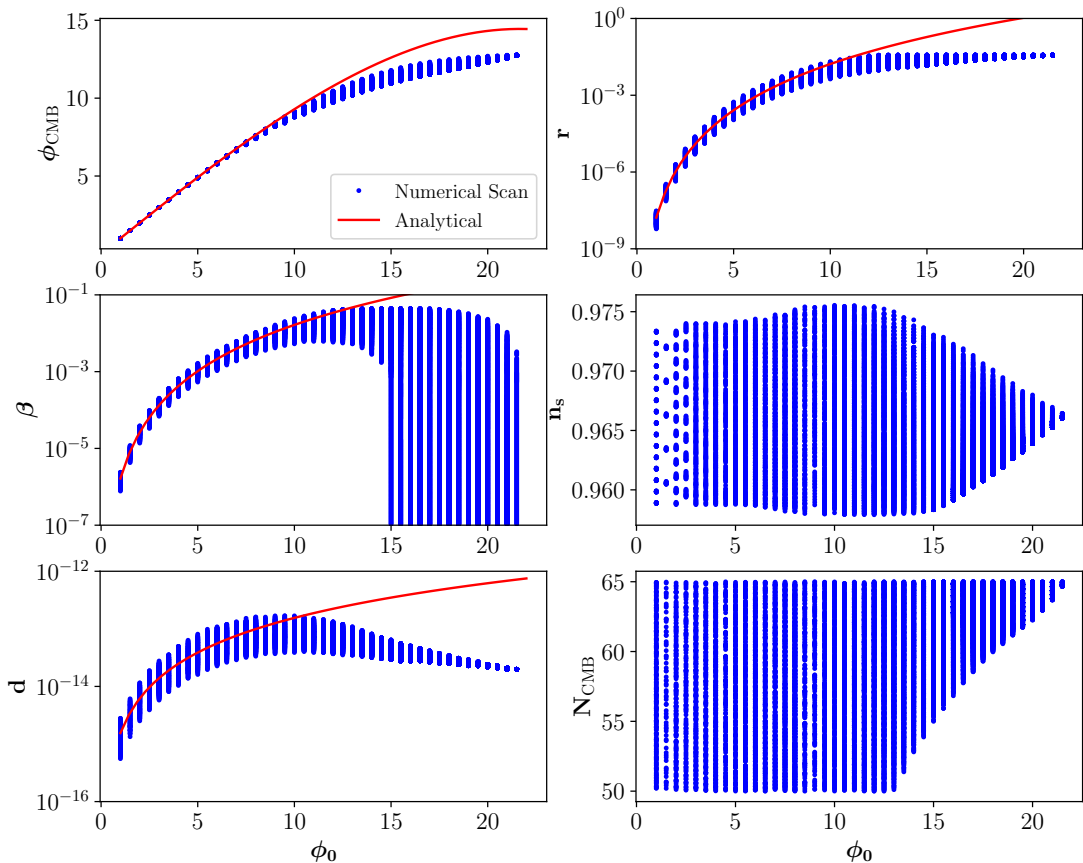 15
10
5
ϕ_CMB
Numerical Scan
Analytical
0 5 10 15 20
10^0
10^−3
10^−6
10^−9
r
0 5 10 15 20
10^−1
10^−3
10^−5
10^−7
β
0 5 10 15 20
0.975
0.970
0.965
0.960
n_s
0 5 10 15 20
10^−12
10^−14
10^−16
d
0 5 10 15 20
ϕ_0
65
60
55
50
N_CMB
0 5 10 15 20
ϕ_0